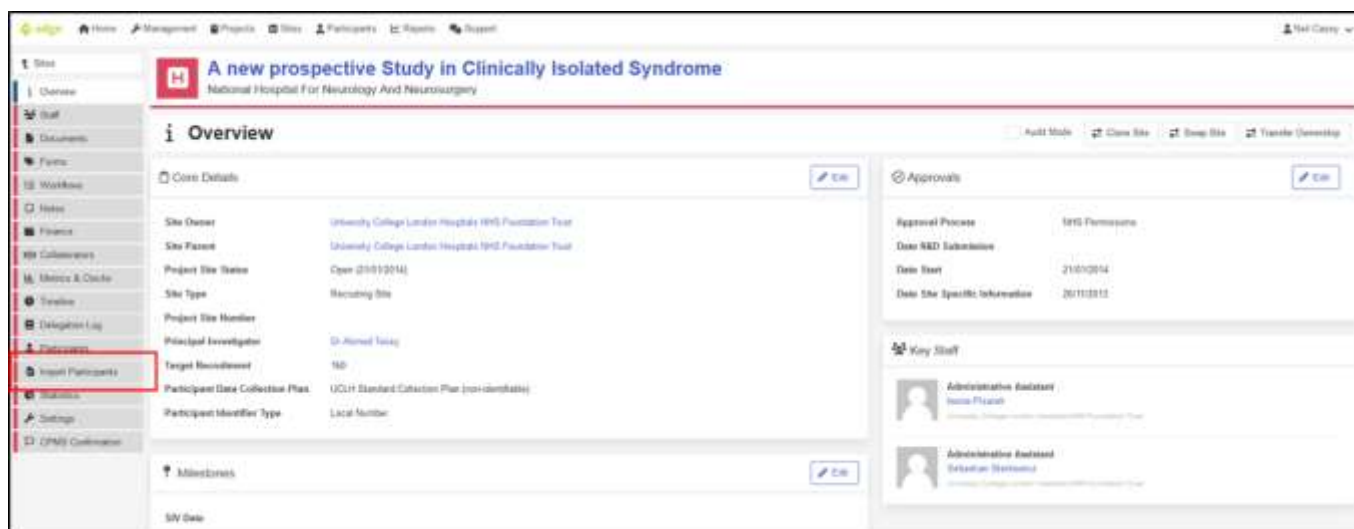 edge Home Management Projects Sites Participants Reports Support Neil
Sites
Overview
Staff
Documents
Forms
Workflows
Notes
Finance
Collaborators
Metrics & Charts
Timeline
Delegation Log
Participants
Import Participants
Statistics
Settings
CPMS Confirmation
A new prospective Study in Clinically Isolated Syndrome
National Hospital For Neurology And Neurosurgery
Overview
Audit Mode Clone Site Swap Site Transfer Ownership
Core Details Edit
Site Owner University College London Hospitals NHS Foundation Trust
Site Parent University College London Hospitals NHS Foundation Trust
Project Site Status Open (21/01/2014)
Site Type Recruiting Site
Project Site Number
Principal Investigator Dr Ahmed
Target Recruitment 160
Participant Data Collection Plan UCLH Standard Collection Plan (non-identifiable)
Participant Identifier Type Local Number
Milestones Edit
SIV Date
Approvals Edit
Approval Process NHS Permissions
Date R&D Submission
Date Start 21/01/2014
Date Site Specific Information
Key Staff
Administrative Assistant
Administrative Assistant
Sebastian